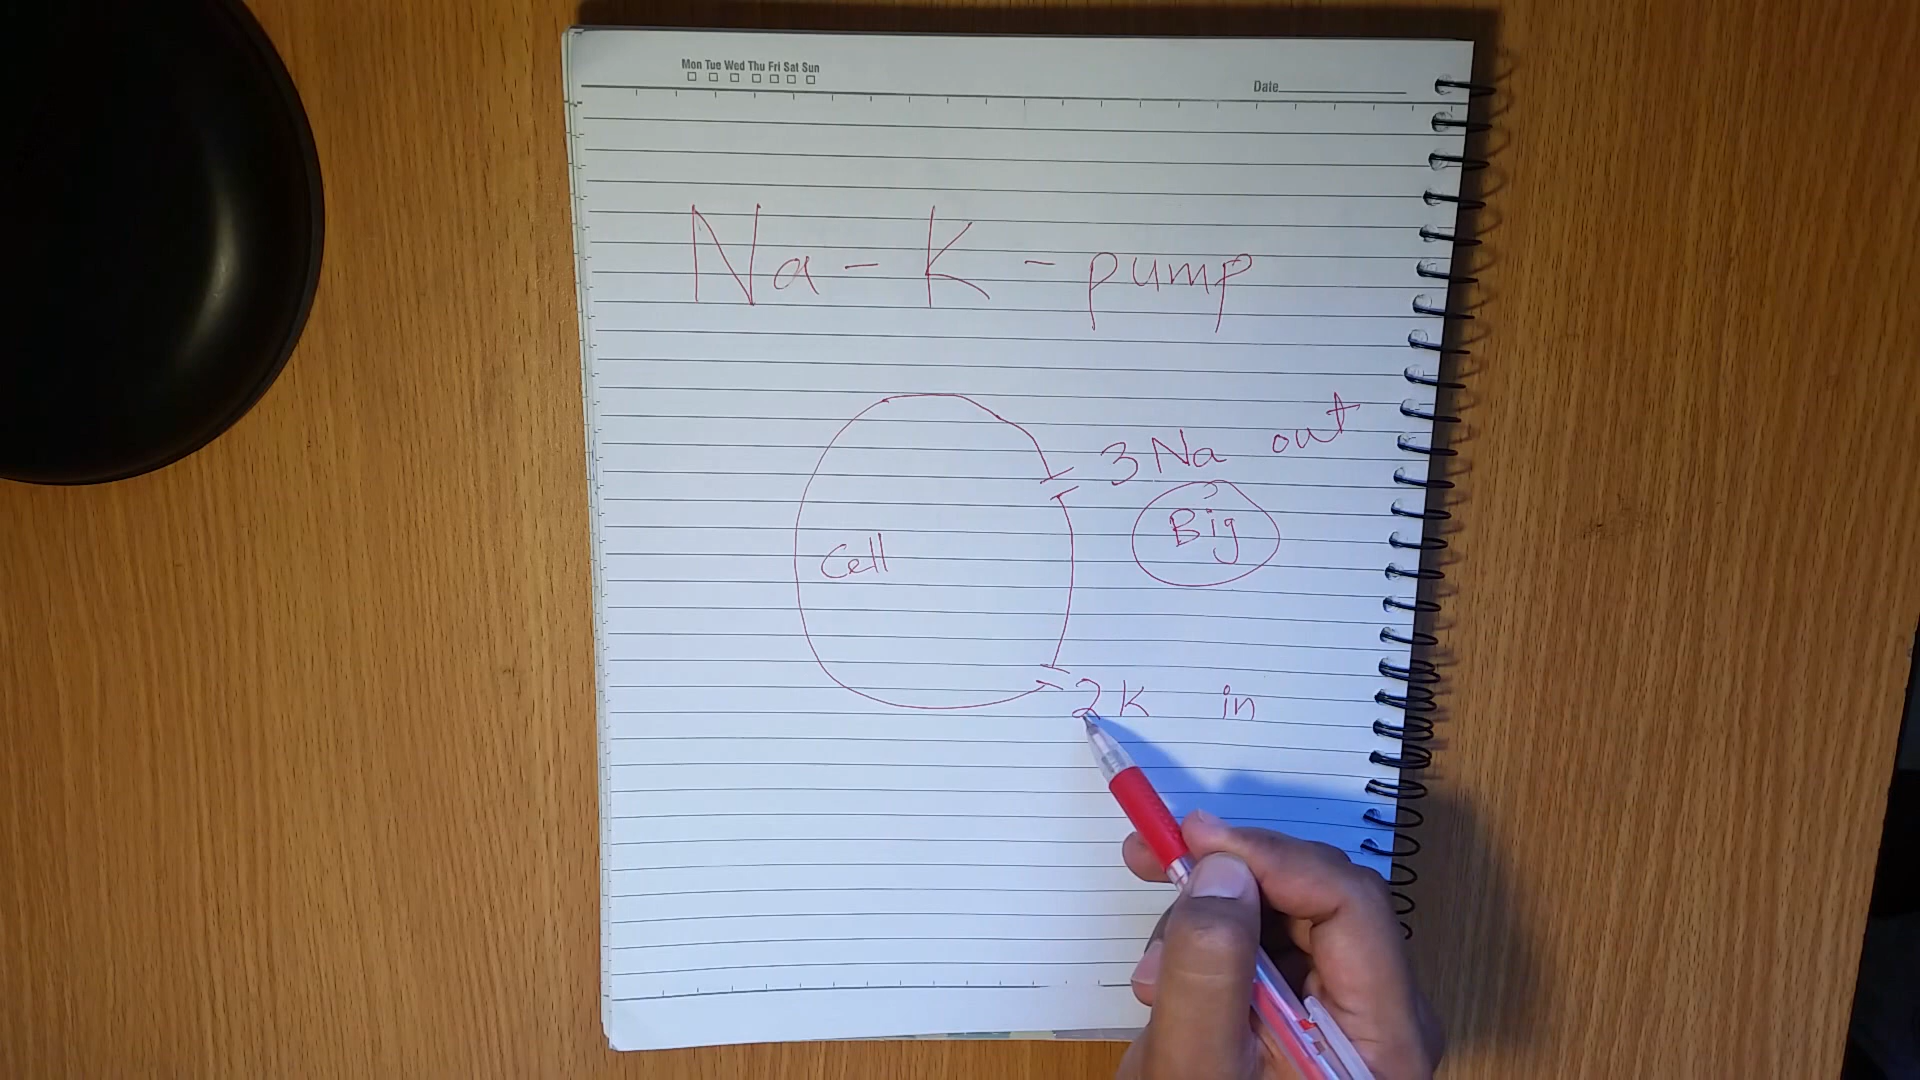 Mon Tue Wed Thu Fri Sat Sun
Date
Na-K-pump
3 Na out
Big
Cell
2K in